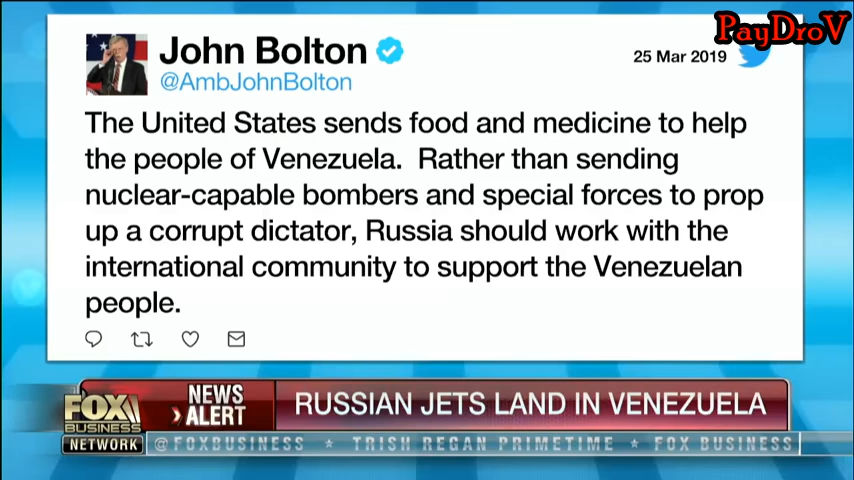 PayDroV
John Bolton
25 Mar 2019
@AmbJohnBolton
The United States sends food and medicine to help
the people of Venezuela. Rather than sending
nuclear-capable bombers and special forces to prop
up a corrupt dictator, Russia should work with the
international community to support the Venezuelan
people.
FOX
BUSINESS
NETWORK
NEWS
ALERT
RUSSIAN JETS LAND IN VENEZUELA
@FOXBUSINESS ★ TRISH REGAN PRIMETIME ★ FOX BUSINESS